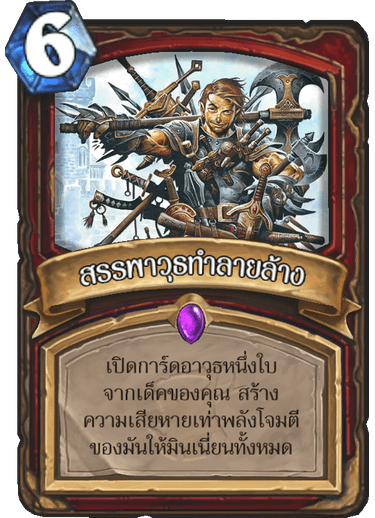 6
สรรพาวุธทำลายล้าง
เปิดการ์ดอาวุธหนึ่งใบ
จากเด็คของคุณ สร้าง
ความเสียหายเท่าพลังโจมตี
ของมันให้มินเนี่ยนทั้งหมด